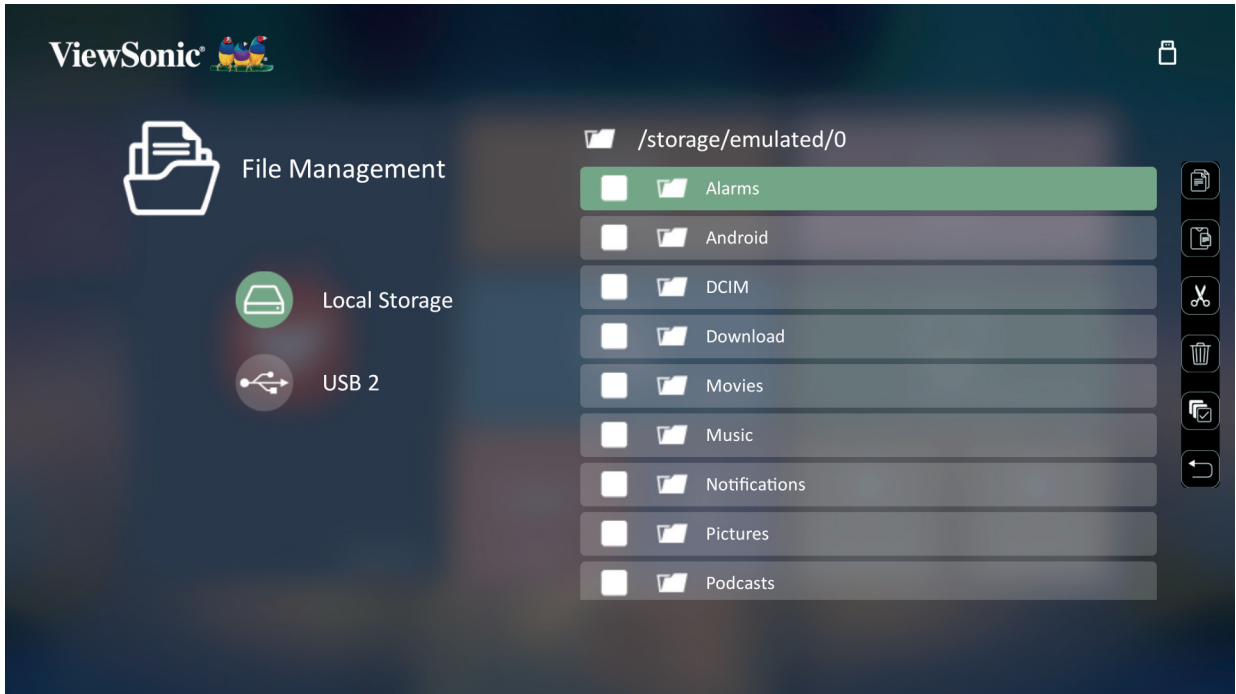 ViewSonic®
File Management
Local Storage
USB 2
/storage/emulated/0
Alarms
Android
DCIM
Download
Movies
Music
Notifications
Pictures
Podcasts